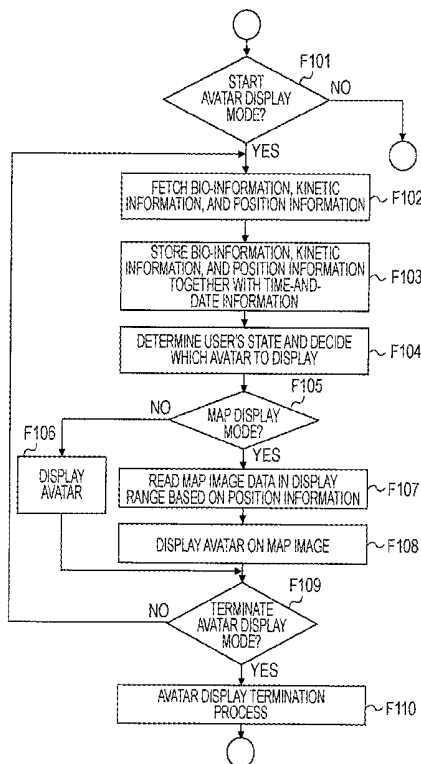 F101
START
AVATAR DISPLAY
MODE?
NO
YES
FETCH BIO-INFORMATION, KINETIC
INFORMATION, AND POSITION INFORMATION
F102
STORE BIO-INFORMATION, KINETIC
INFORMATION, AND POSITION INFORMATION
TOGETHER WITH TIME-AND-
DATE INFORMATION
F103
DETERMINE USER'S STATE AND DECIDE
WHICH AVATAR TO DISPLAY
F104
F105
NO
MAP DISPLAY
MODE?
YES
F106
DISPLAY
AVATAR
READ MAP IMAGE DATA IN DISPLAY
RANGE BASED ON POSITION INFORMATION
F107
DISPLAY AVATAR ON MAP IMAGE
F108
F109
NO
TERMINATE
AVATAR DISPLAY
MODE?
YES
AVATAR DISPLAY TERMINATION
PROCESS
F110